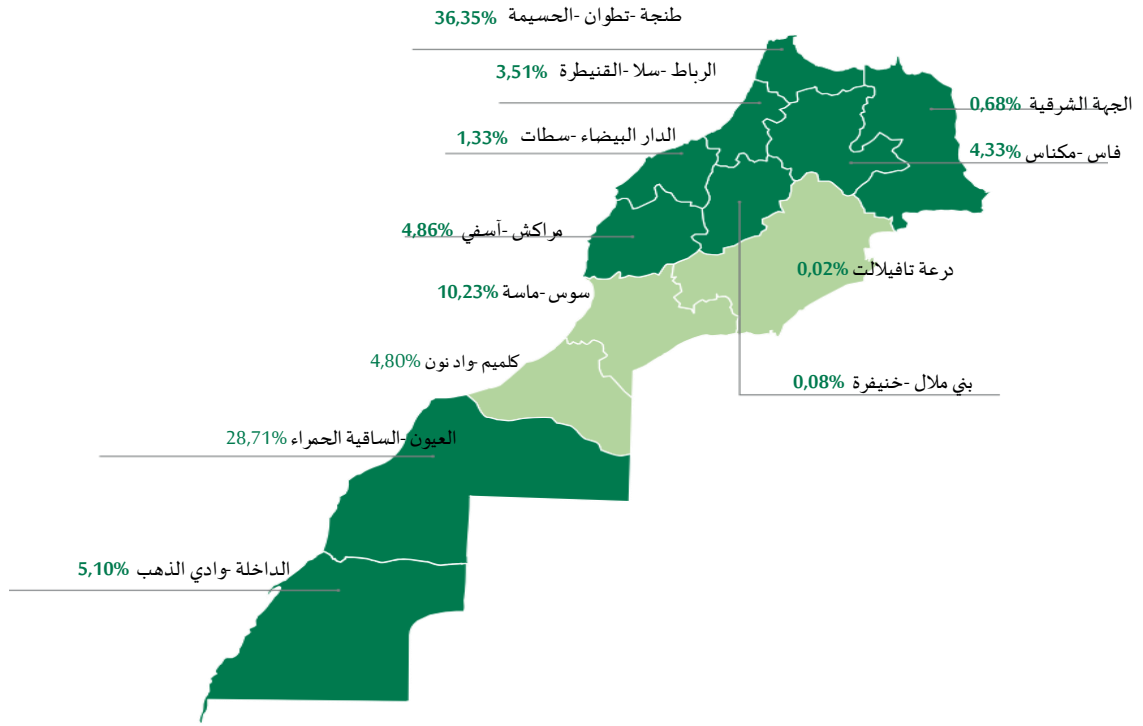 طنجة -تطوان -الحسيمة 36,35%
الرباط -سلا -القنيطرة 3,51%
الجهة الشرقية 0,68%
الدار البيضاء -سطات 1,33%
فاس -مكناس 4,33%
مراكش -آسفي 4,86%
درعة تافيلالت 0,02%
سوس -ماسة 10,23%
كلميم -واد نون 4,80%
بني ملال -خنيفرة 0,08%
العيون -الساقية الحمراء 28,71%
الداخلة -وادي الذهب 5,10%